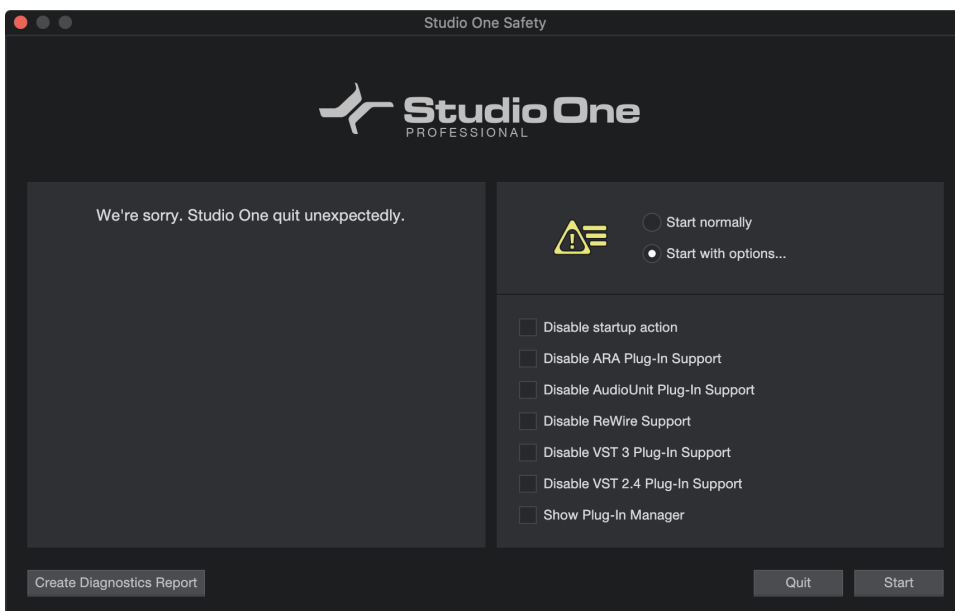 Studio One Safety
Studio One
PROFESSIONAL
We're sorry. Studio One quit unexpectedly.
Start normally
Start with options...
Disable startup action
Disable ARA Plug-In Support
Disable AudioUnit Plug-In Support
Disable ReWire Support
Disable VST 3 Plug-In Support
Disable VST 2.4 Plug-In Support
Show Plug-In Manager
Create Diagnostics Report
Quit
Start